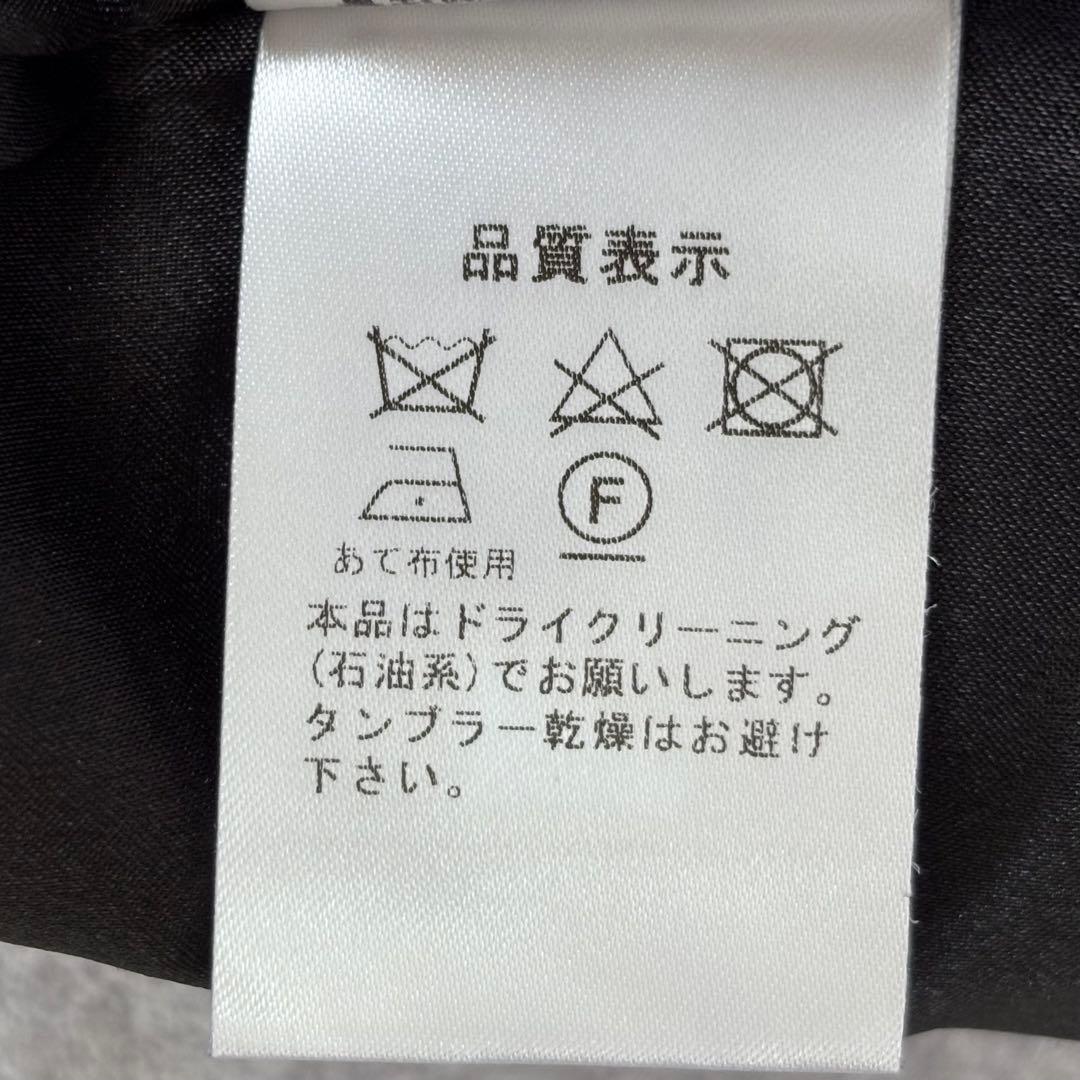 品質表示
F
あて布使用
本品はドライクリーニング
(石油系)でお願いします。
タンブラー乾燥はお避け
下さい。